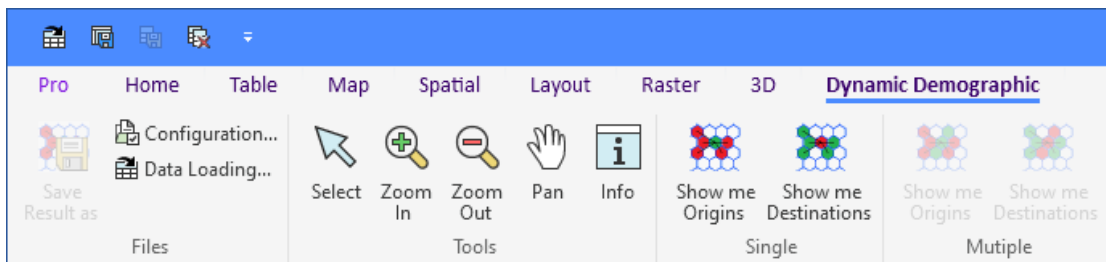 Pro Home Table Map Spatial Layout Raster 3D Dynamic Demographic
Save
Result as
Configuration...
Data Loading...
Files
Select
Zoom
In
Zoom
Out
Pan
Info
Tools
Show me
Origins
Show me
Destinations
Single
Show me
Origins
Show me
Destinations
Mutiple